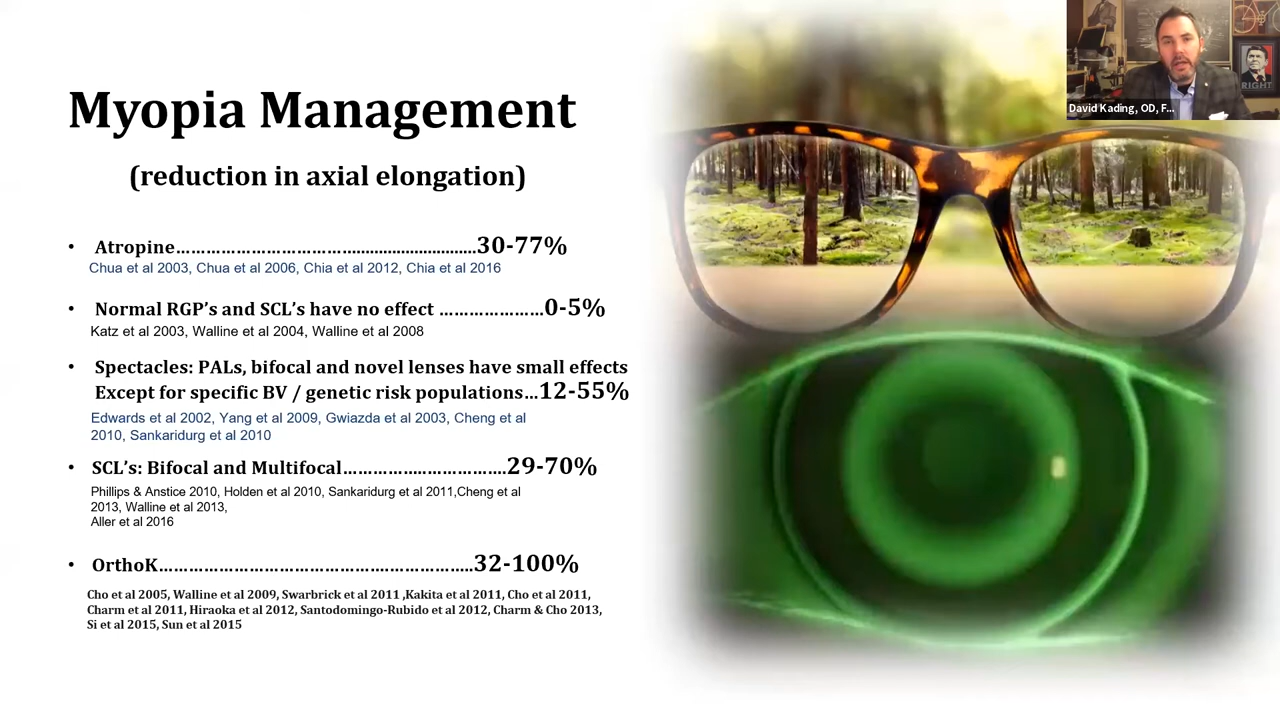 Myopia Management
(reduction in axial elongation)
• Atropine……………………………….........................30-77%
Chua et al 2003, Chua et al 2006, Chia et al 2012, Chia et al 2016
• Normal RGP's and SCL's have no effect …………………0-5%
Katz et al 2003, Walline et al 2004, Walline et al 2008
• Spectacles: PALs, bifocal and novel lenses have small effects
Except for specific BV / genetic risk populations…12-55%
Edwards et al 2002, Yang et al 2009, Gwiazda et al 2003, Cheng et al
2010, Sankaridurg et al 2010
• SCL's: Bifocal and Multifocal……………..……………….29-70%
Phillips & Anstice 2010, Holden et al 2010, Sankaridurg et al 2011,Cheng et al
2013, Walline et al 2013,
Aller et al 2016
• OrthoK…………………………………………….……………..32-100%
Cho et al 2005, Walline et al 2009, Swarbrick et al 2011 ,Kakita et al 2011, Cho et al 2011,
Charm et al 2011, Hiraoka et al 2012, Santodomingo-Rubido et al 2012, Charm & Cho 2013,
Si et al 2015, Sun et al 2015
RIGHT
David Kading, OD, F...